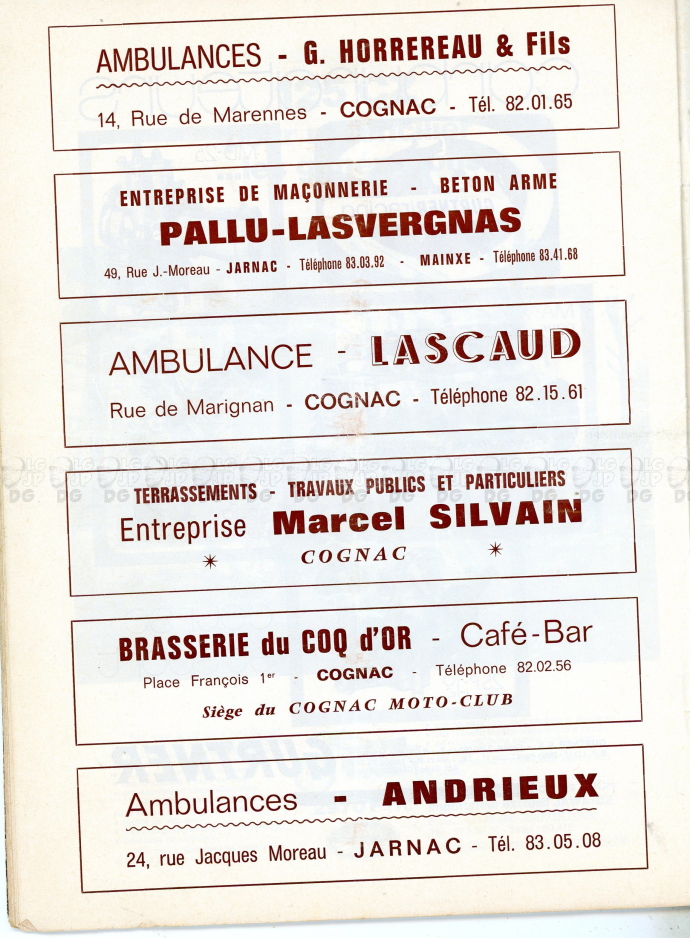 AMBULANCES - G. HORREREAU & Fils
14, Rue de Marennes - COGNAC - Tél. 82.01.65
ENTREPRISE DE MAÇONNERIE - BETON ARME
PALLU-LASVERGNAS
49, Rue J.-Moreau - JARNAC - Téléphone 83.03.92 - MAINXE - Téléphone 83.41.68
AMBULANCE - LASCAUD
Rue de Marignan - COGNAC - Téléphone 82.15.61
TERRASSEMENTS - TRAVAUX PUBLICS ET PARTICULIERS
Entreprise Marcel SILVAIN
COGNAC
BRASSERIE du COQ d'OR - Café-Bar
Place François 1er - COGNAC - Téléphone 82.02.56
Siège du COGNAC MOTO-CLUB
Ambulances - ANDRIEUX
24, rue Jacques Moreau - JARNAC - Tél. 83.05.08